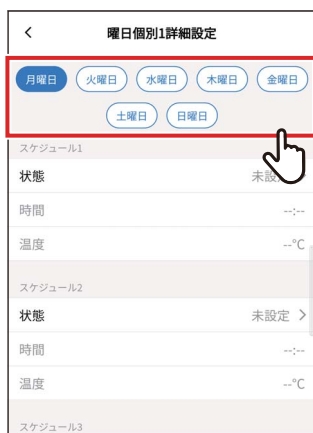 曜日個別1詳細設定
月曜日 火曜日 水曜日 木曜日 金曜日
土曜日 日曜日
スケジュール1
状態 未設
時間 --:--
温度 --°C
スケジュール2
状態 未設定
時間 --:--
温度 --°C
スケジュール3